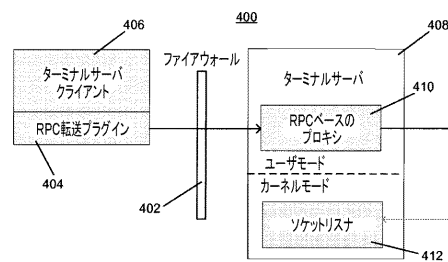 400
406
ターミナルサーバ
クライアント
RPC転送プラグイン
404
ファイアウォール
402
408
ターミナルサーバ
410
RPCベースの
プロキシ
ユーザモード
カーネルモード
ソケットリスナ
412